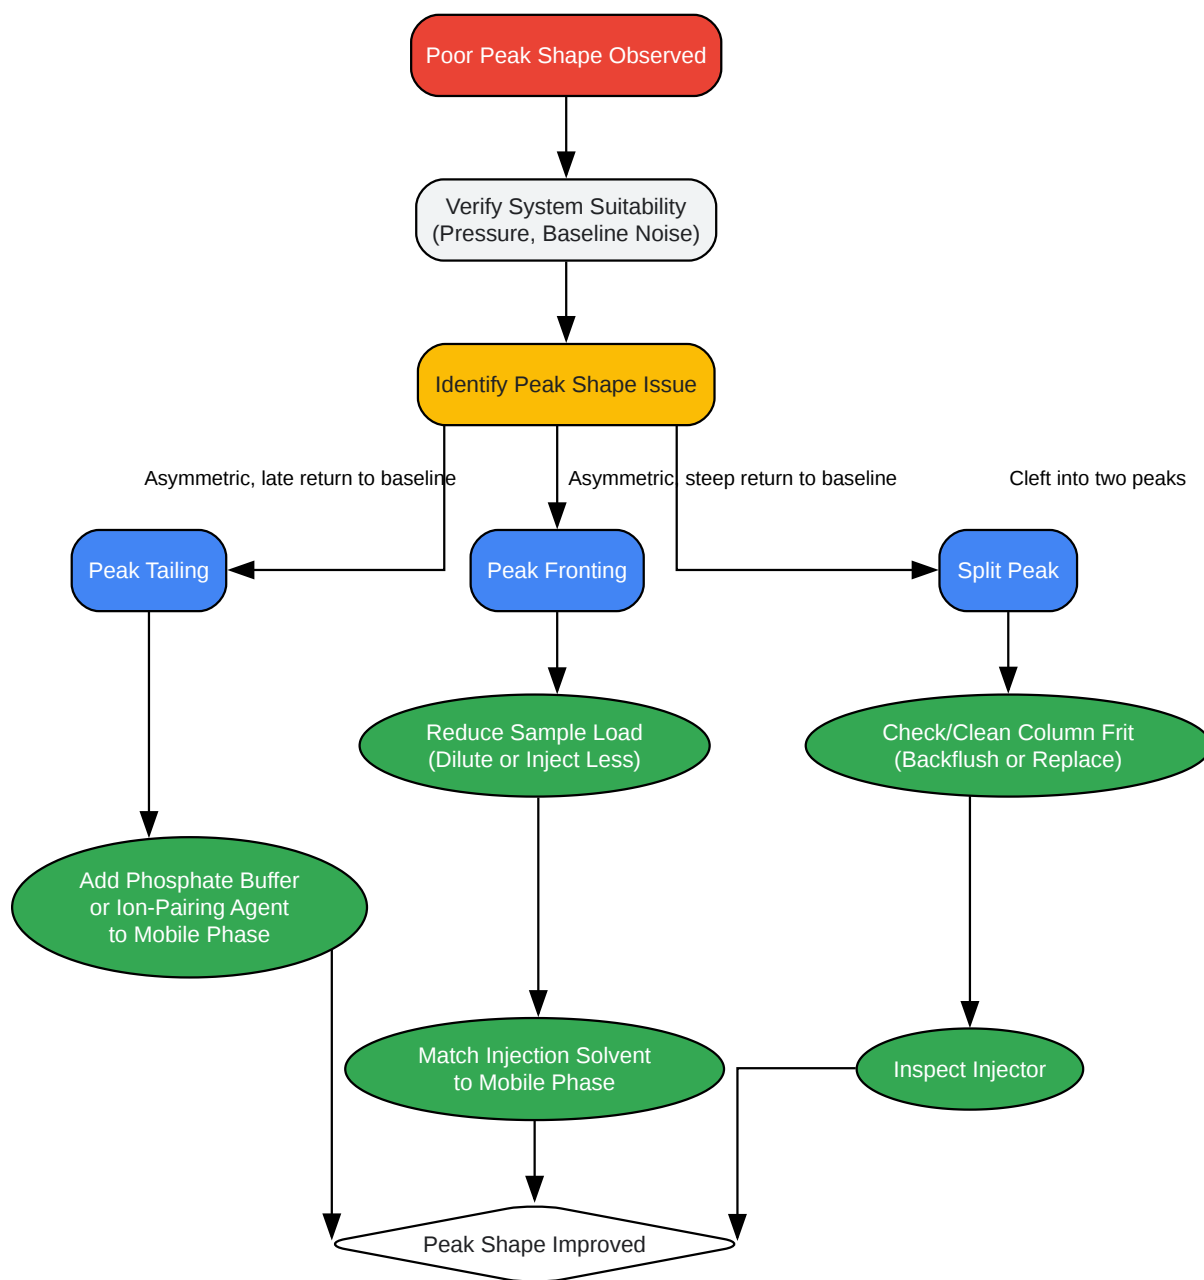 Poor Peak Shape Observed
Verify System Suitability
(Pressure, Baseline Noise)
Identify Peak Shape Issue
Asymmetric, late return to baseline
Asymmetric, steep return to baseline
Cleft into two peaks
Peak Tailing
Peak Fronting
Split Peak
Reduce Sample Load
(Dilute or Inject Less)
Check/Clean Column Frit
(Backflush or Replace)
Add Phosphate Buffer
or Ion-Pairing Agent
to Mobile Phase
Match Injection Solvent
to Mobile Phase
Inspect Injector
Peak Shape Improved